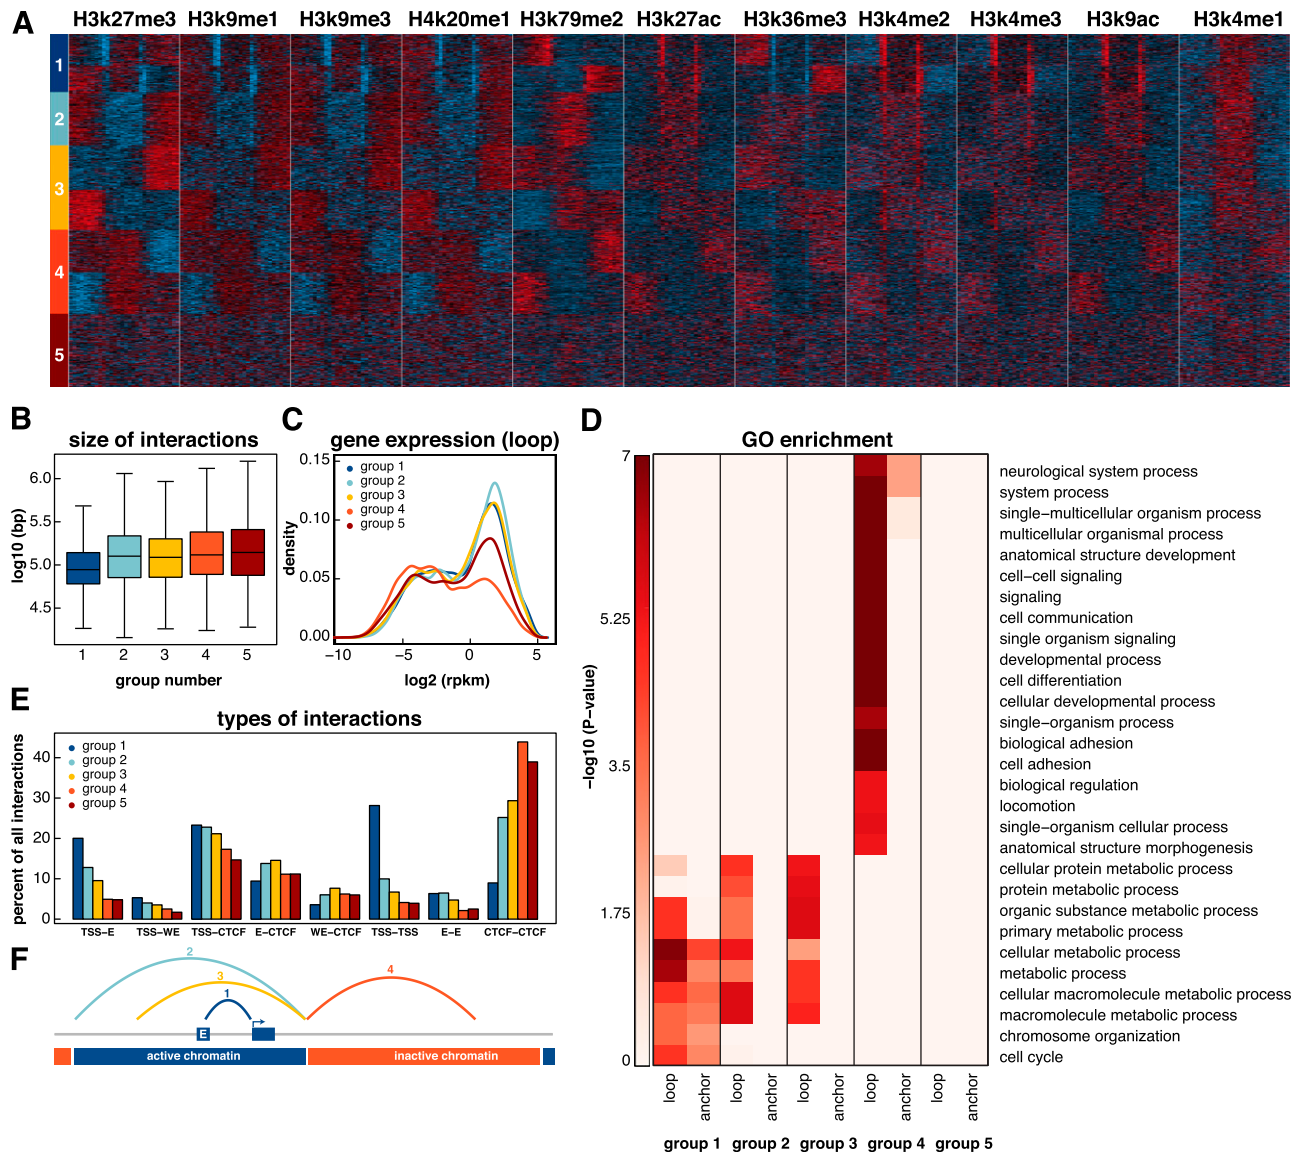 A
H3k27me3 H3k9me1 H3k9me3 H4k20me1 H3k79me2 H3k27ac H3k36me3 H3k4me2 H3k4me3 H3k9ac H3k4me1
1
2
3
4
5
B
size of interactions
log10 (bp)
6.0
5.5
5.0
4.5
1 2 3 4 5
group number
C
gene expression (loop)
density
0.15
0.10
0.05
0.00
group 1
group 2
group 3
group 4
group 5
−10 −5 0 5
log2 (rpkm)
D
GO enrichment
−log10 (P−value)
7
5.25
3.5
1.75
0
neurological system process
system process
single−multicellular organism process
multicellular organismal process
anatomical structure development
cell−cell signaling
signaling
cell communication
single organism signaling
developmental process
cell differentiation
cellular developmental process
single−organism process
biological adhesion
cell adhesion
biological regulation
locomotion
single−organism cellular process
anatomical structure morphogenesis
cellular protein metabolic process
protein metabolic process
organic substance metabolic process
primary metabolic process
cellular metabolic process
metabolic process
cellular macromolecule metabolic process
macromolecule metabolic process
chromosome organization
cell cycle
loop anchor loop anchor loop anchor loop anchor loop anchor
group 1 group 2 group 3 group 4 group 5
E
types of interactions
percent of all interactions
40
30
20
10
0
group 1
group 2
group 3
group 4
group 5
TSS−E TSS−WE TSS−CTCF E−CTCF WE−CTCF TSS−TSS E−E CTCF−CTCF
F
2
3
1
4
E
active chromatin inactive chromatin